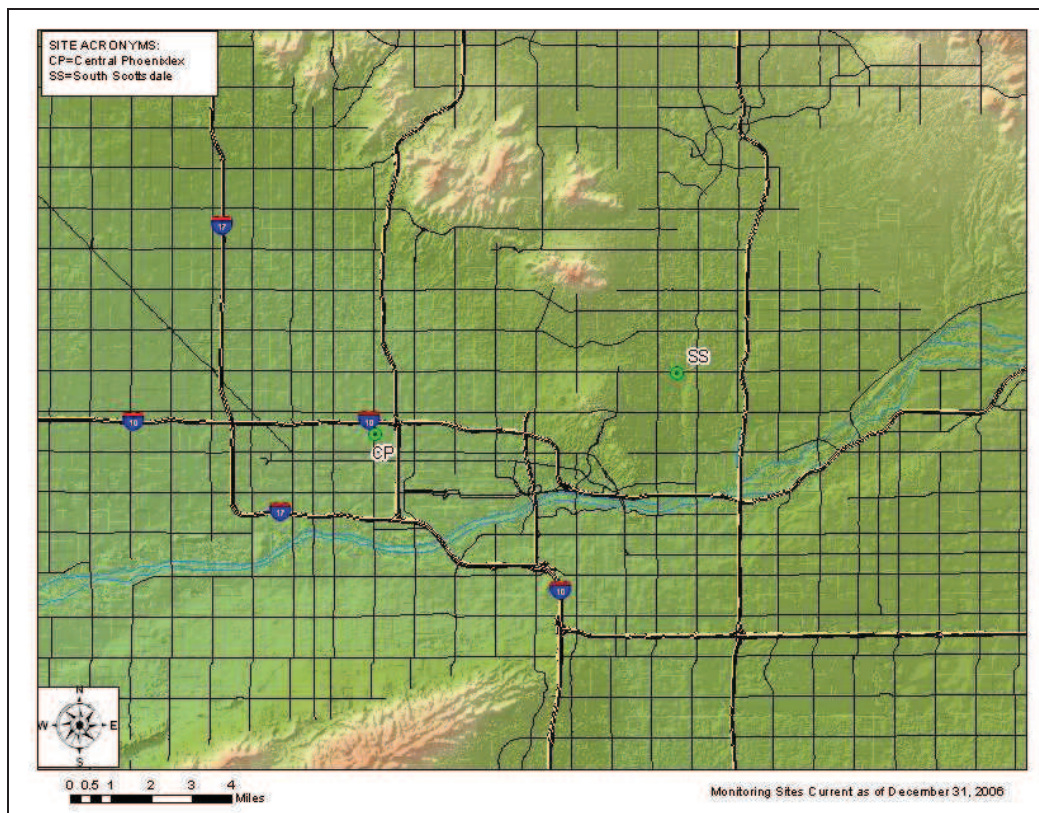 SITE ACRONYMS:
CP=Central Phoenixlex
SS=South Scottsdale
17
SS
10
10
CP
17
10
N
W
E
S
0 0.5 1 2 3 4
Miles
Monitoring Sites Current as of December 31, 2006